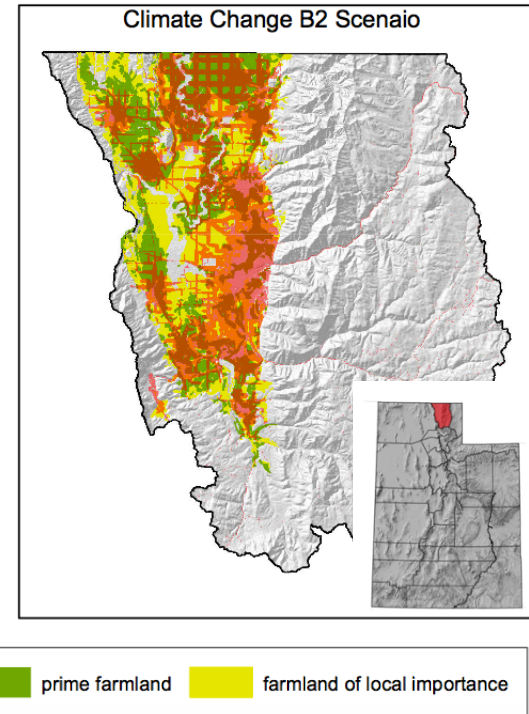 Climate Change B2 Scenaio
prime farmland
farmland of local importance